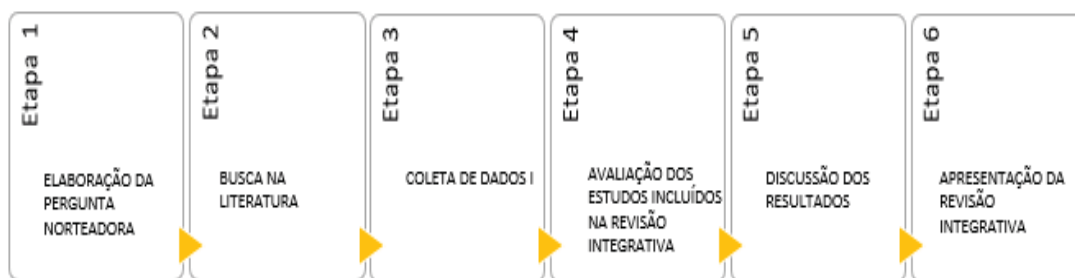 Etapa 1
ELABORAÇÃO DA
PERGUNTA
NORTEADORA
Etapa 2
BUSCA NA
LITERATURA
Etapa 3
COLETA DE DADOS I
Etapa 4
AVALIAÇÃO DOS
ESTUDOS INCLUÍDOS
NA REVISÃO
INTEGRATIVA
Etapa 5
DISCUSSÃO DOS
RESULTADOS
Etapa 6
APRESENTAÇÃO DA
REVISÃO
INTEGRATIVA